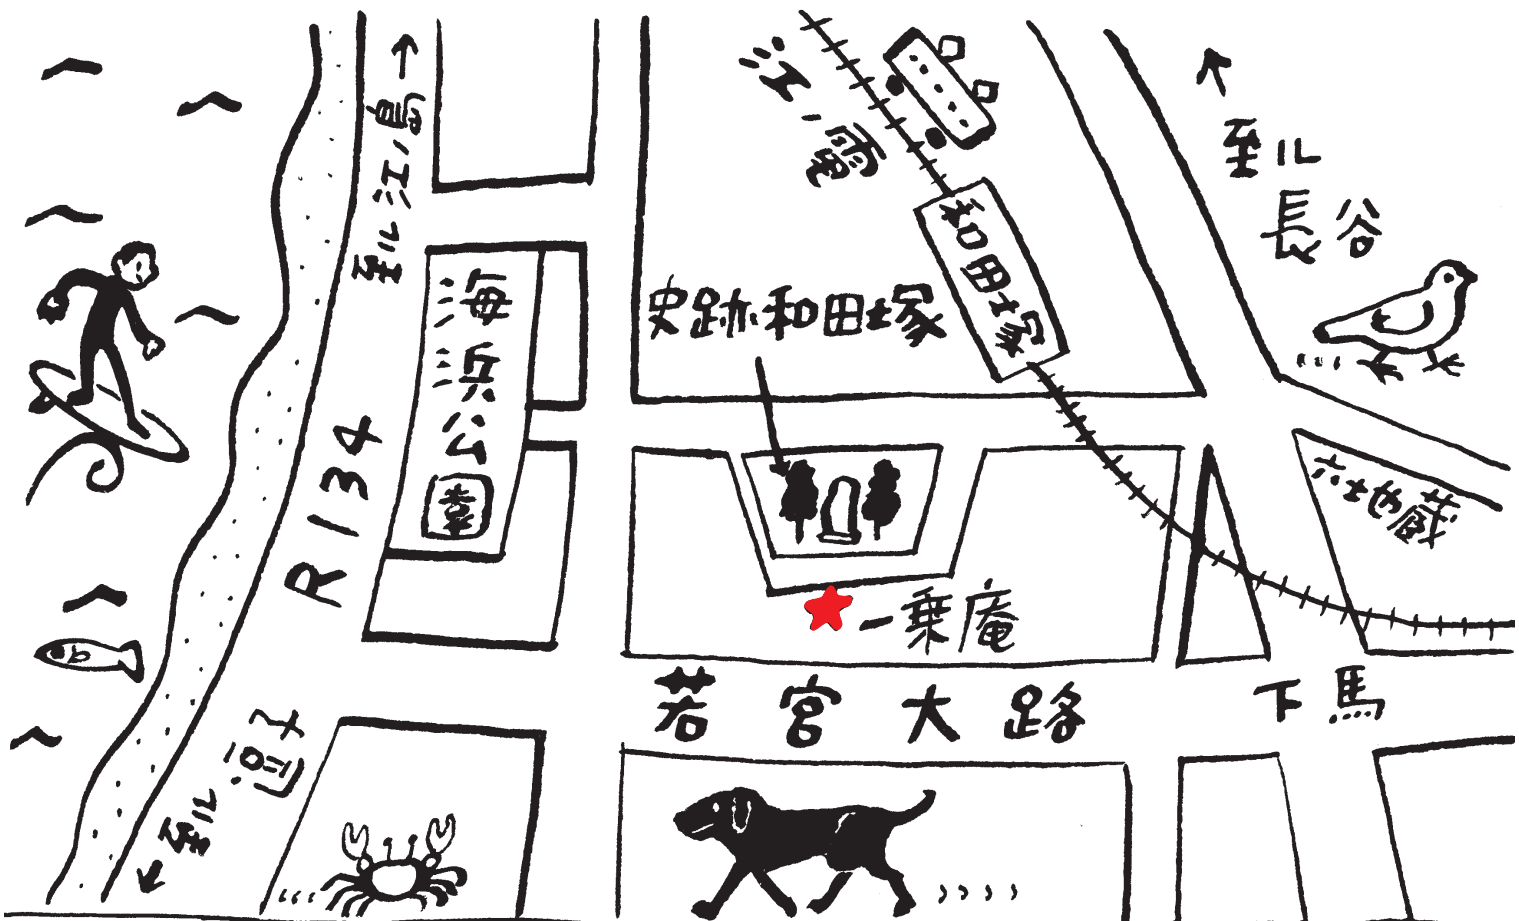 至ル江ノ島
江ノ電
至ル
長谷
和田塚
海浜公園
史跡和田塚
R134
六地蔵
一乗庵
若宮大路
下馬
至ル逗子